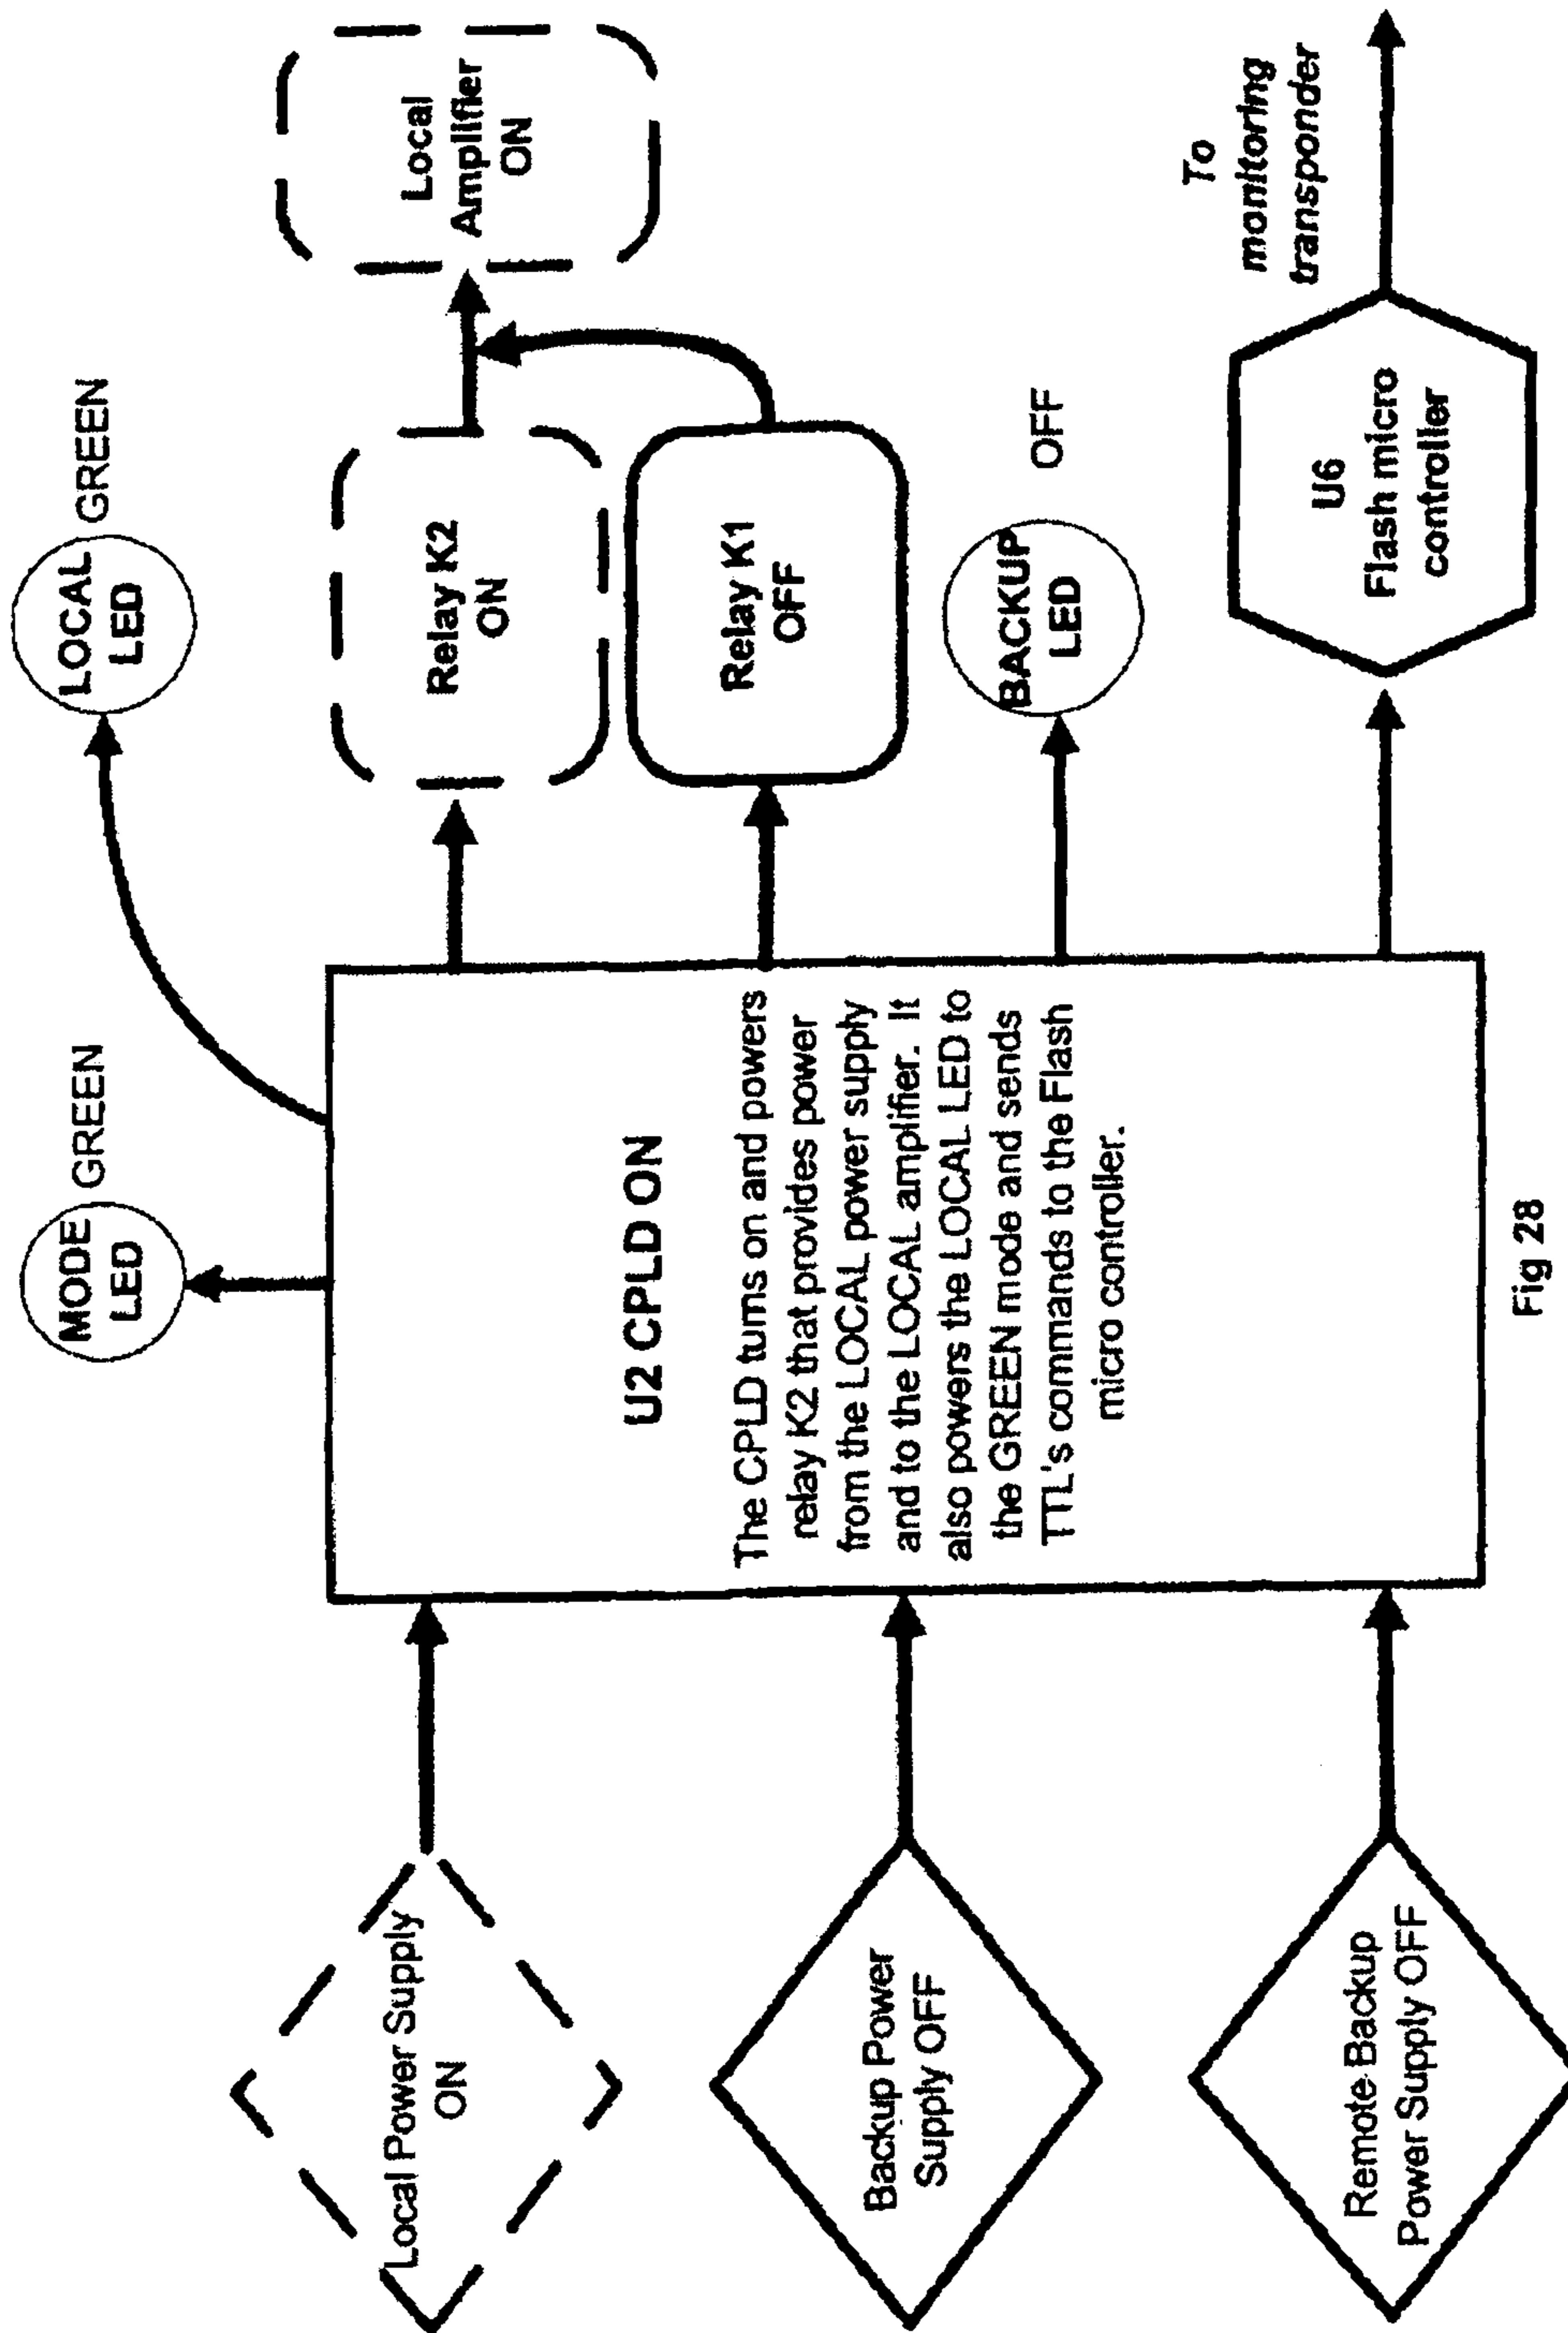 MODE
LED
GREEN
LOCAL
LED
GREEN
Local Power Supply
ON
Backup Power
Supply OFF
Remote Backup
Power Supply OFF
U2 CPLD ON
The CPLD turns on and powers
relay K2 that provides power
from the LOCAL power supply
and to the LOCAL amplifier. It
also powers the LOCAL LED to
the GREEN mode and sends
TTL's commands to the Flash
micro controller.
Relay K2
ON
Relay K1
OFF
Local
Amplifier
ON
BACKUP
LED
OFF
U6
Flash micro
controller
To
monitoring
transponder
Fig 28